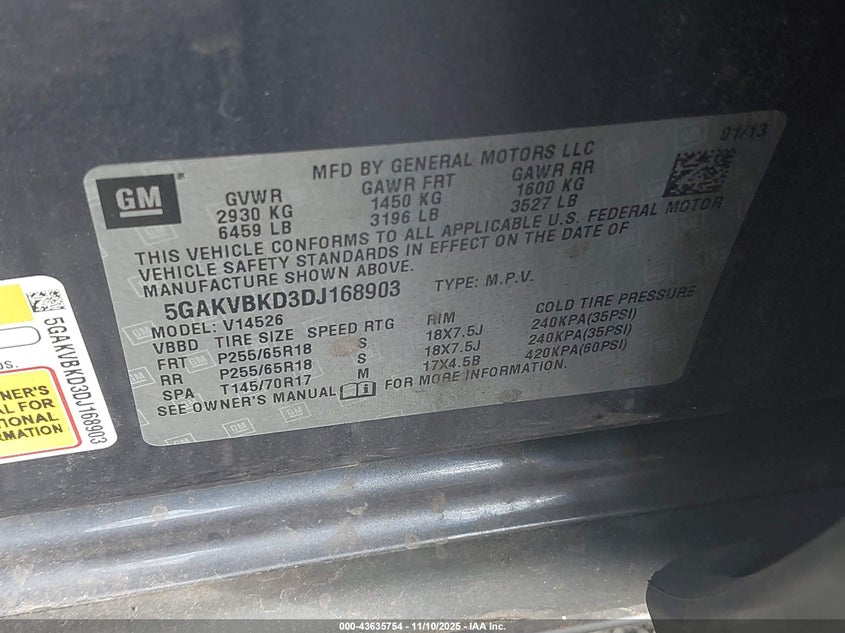 01/13
MFD BY GENERAL MOTORS LLC
GM
GVWR GAWR FRT GAWR RR
2930 KG 1450 KG 1600 KG
6459 LB 3196 LB 3527 LB
THIS VEHICLE CONFORMS TO ALL APPLICABLE U.S. FEDERAL MOTOR
VEHICLE SAFETY STANDARDS IN EFFECT ON THE DATE OF
MANUFACTURE SHOWN ABOVE.
5GAKVBKD3DJ168903 TYPE: M.P.V.
MODEL: V14526
VBBD TIRE SIZE SPEED RTG RIM COLD TIRE PRESSURE
FRT P255/65R18 S 18X7.5J 240KPA(35PSI)
RR P255/65R18 S 18X7.5J 240KPA(35PSI)
SPA T145/70R17 M 17X4.5B 420KPA(60PSI)
SEE OWNER'S MANUAL FOR MORE INFORMATION.
5GAKVBKD3DJ168903
OWNER'S
AL FOR
TIONAL
RMATION
000-43635754 — 11/10/2025 — IAA Inc.